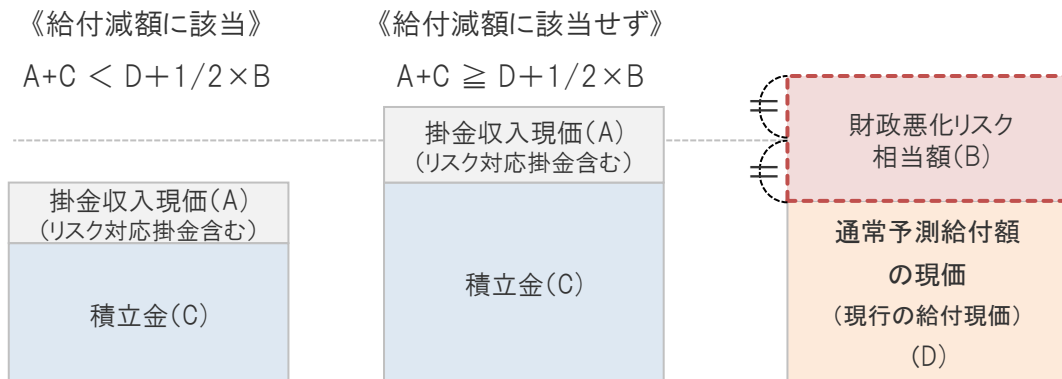 《給付減額に該当》
A+C < D+1/2×B
掛金収入現価(A)
(リスク対応掛金含む)
積立金(C)
《給付減額に該当せず》
A+C ≧ D+1/2×B
掛金収入現価(A)
(リスク対応掛金含む)
積立金(C)
財政悪化リスク
相当額(B)
通常予測給付額
の現価
(現行の給付現価)
(D)